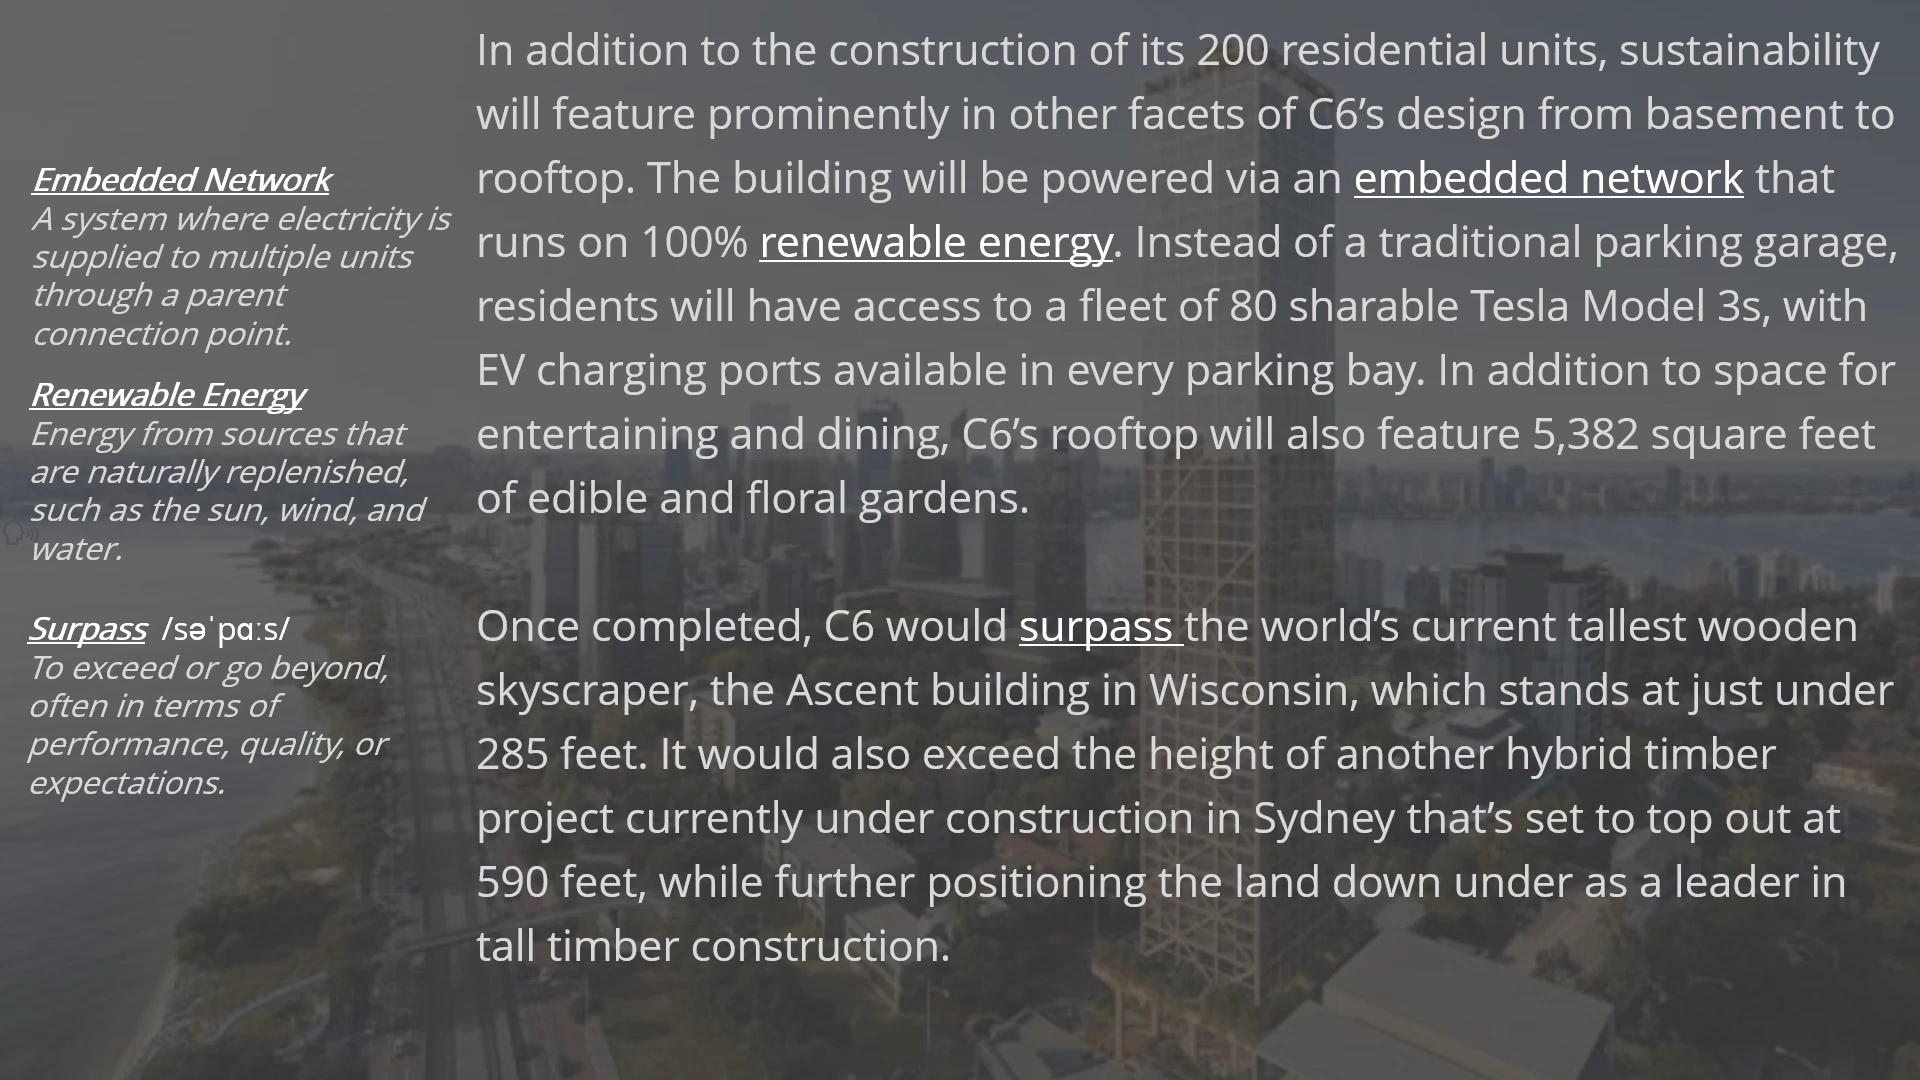 Embedded Network
A system where electricity is
supplied to multiple units
through a parent
connection point.
Renewable Energy
Energy from sources that
are naturally replenished,
such as the sun, wind, and
water.
Surpass /səˈpɑːs/
To exceed or go beyond,
often in terms of
performance, quality, or
expectations.
In addition to the construction of its 200 residential units, sustainability
will feature prominently in other facets of C6’s design from basement to
rooftop. The building will be powered via an embedded network that
runs on 100% renewable energy. Instead of a traditional parking garage,
residents will have access to a fleet of 80 sharable Tesla Model 3s, with
EV charging ports available in every parking bay. In addition to space for
entertaining and dining, C6’s rooftop will also feature 5,382 square feet
of edible and floral gardens.
Once completed, C6 would surpass the world’s current tallest wooden
skyscraper, the Ascent building in Wisconsin, which stands at just under
285 feet. It would also exceed the height of another hybrid timber
project currently under construction in Sydney that’s set to top out at
590 feet, while further positioning the land down under as a leader in
tall timber construction.